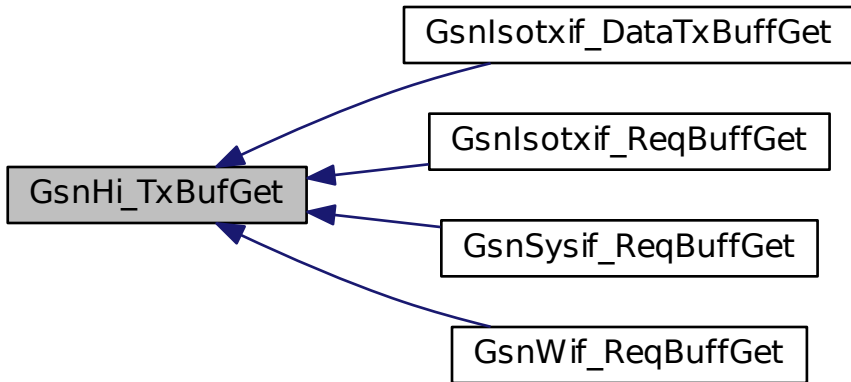 GsnIsotxif_DataTxBuffGet
GsnIsotxif_ReqBuffGet
GsnHi_TxBufGet
GsnSysif_ReqBuffGet
GsnWif_ReqBuffGet